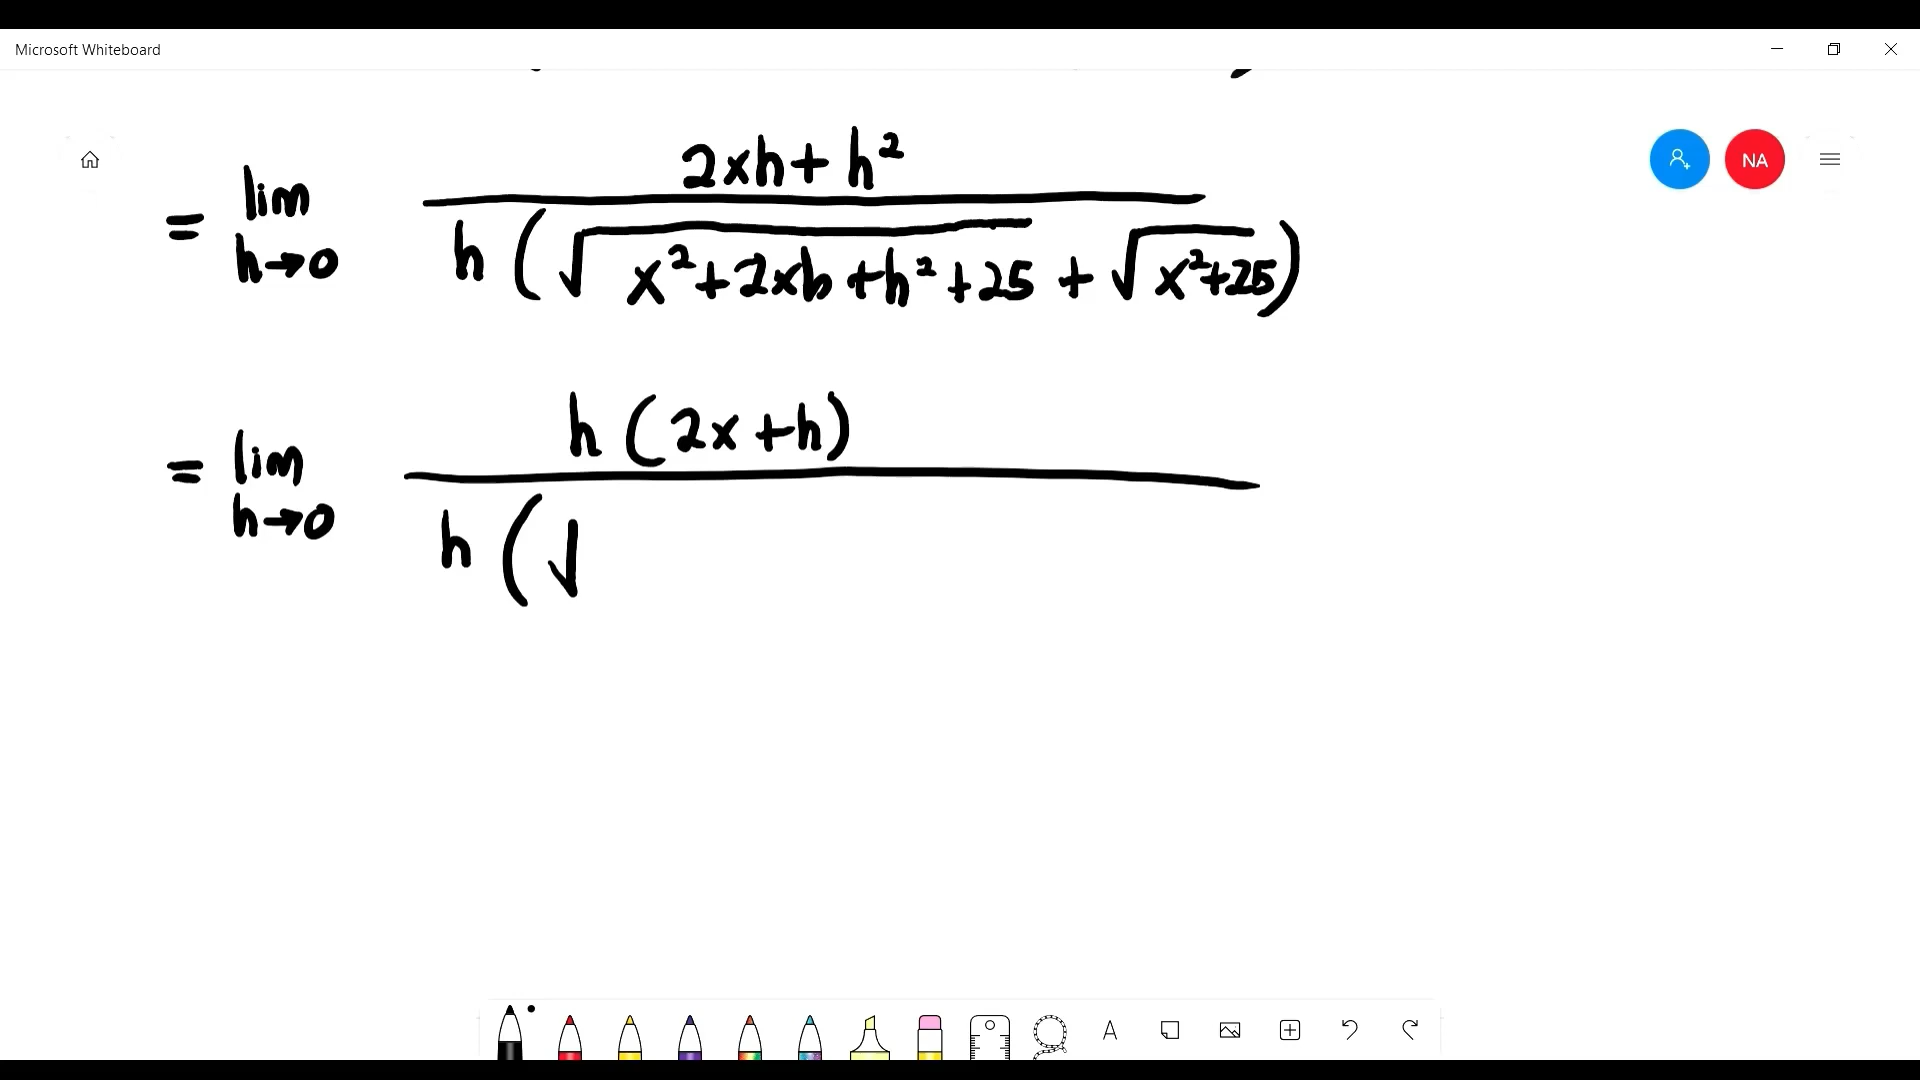 Microsoft Whiteboard
NA
= lim h→0 2xh + h² / h ( √ x² + 2xh + h² + 25 + √ x² + 25 )
= lim h→0 h ( 2x + h ) / h ( √